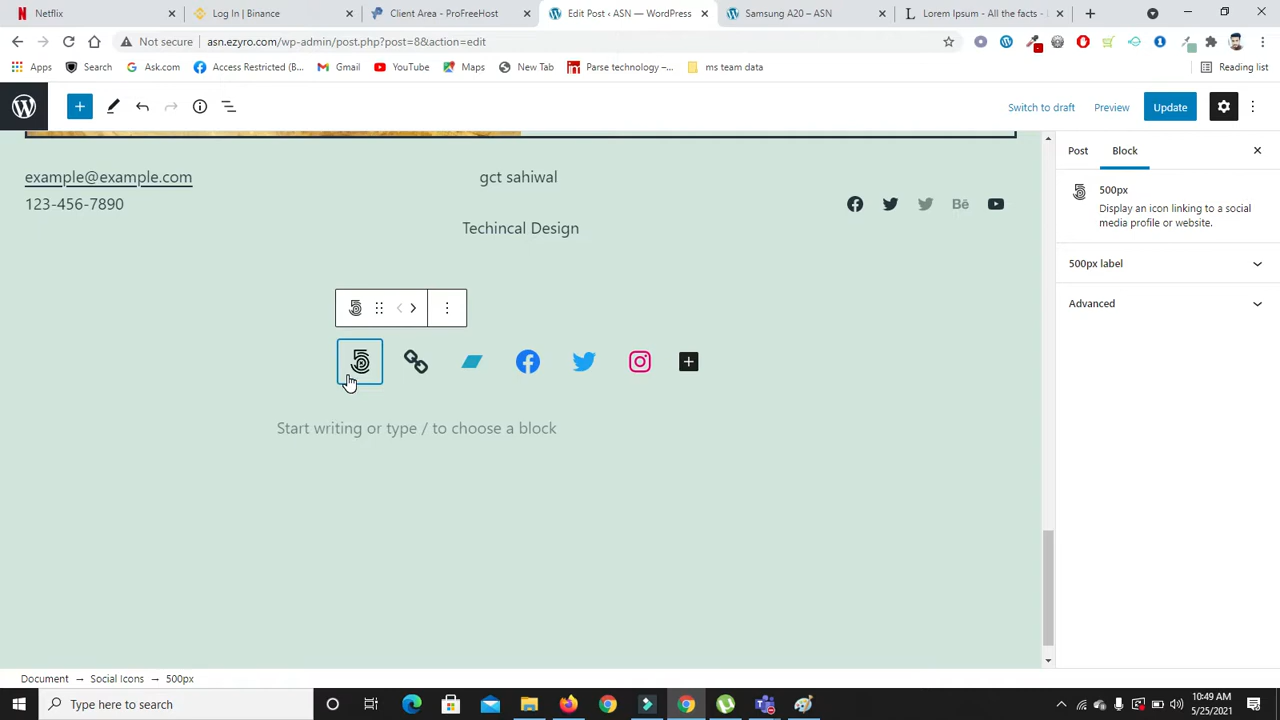 Netflix
Log In | Binance
Client Area - ProFreeHost
Edit Post ‹ ASN — WordPress
Samsung A20 – ASN
Lorem Ipsum - All the facts -
Not secure
asn.ezyro.com/wp-admin/post.php?post=8&action=edit
Apps
Search
Ask.com
Access Restricted (B...
Gmail
YouTube
Maps
New Tab
Parse technology –...
ms team data
Reading list
Switch to draft
Preview
Update
Post
Block
example@example.com
123-456-7890
gct sahiwal
Techincal Design
Bē
500px
Display an icon linking to a social
media profile or website.
500px label
Advanced
Start writing or type / to choose a block
Document → Social Icons → 500px
Type here to search
10:49 AM
5/25/2021